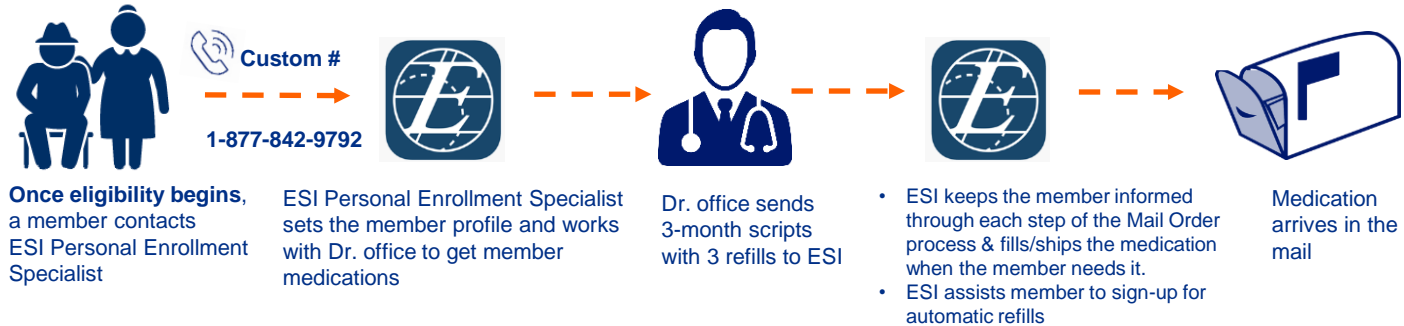 Custom #
1-877-842-9792
Once eligibility begins,
a member contacts
ESI Personal Enrollment
Specialist
E
ESI Personal Enrollment Specialist
sets the member profile and works
with Dr. office to get member
medications
Dr. office sends
3-month scripts
with 3 refills to ESI
E
• ESI keeps the member informed
through each step of the Mail Order
process & fills/ships the medication
when the member needs it.
• ESI assists member to sign-up for
automatic refills
Medication
arrives in the
mail